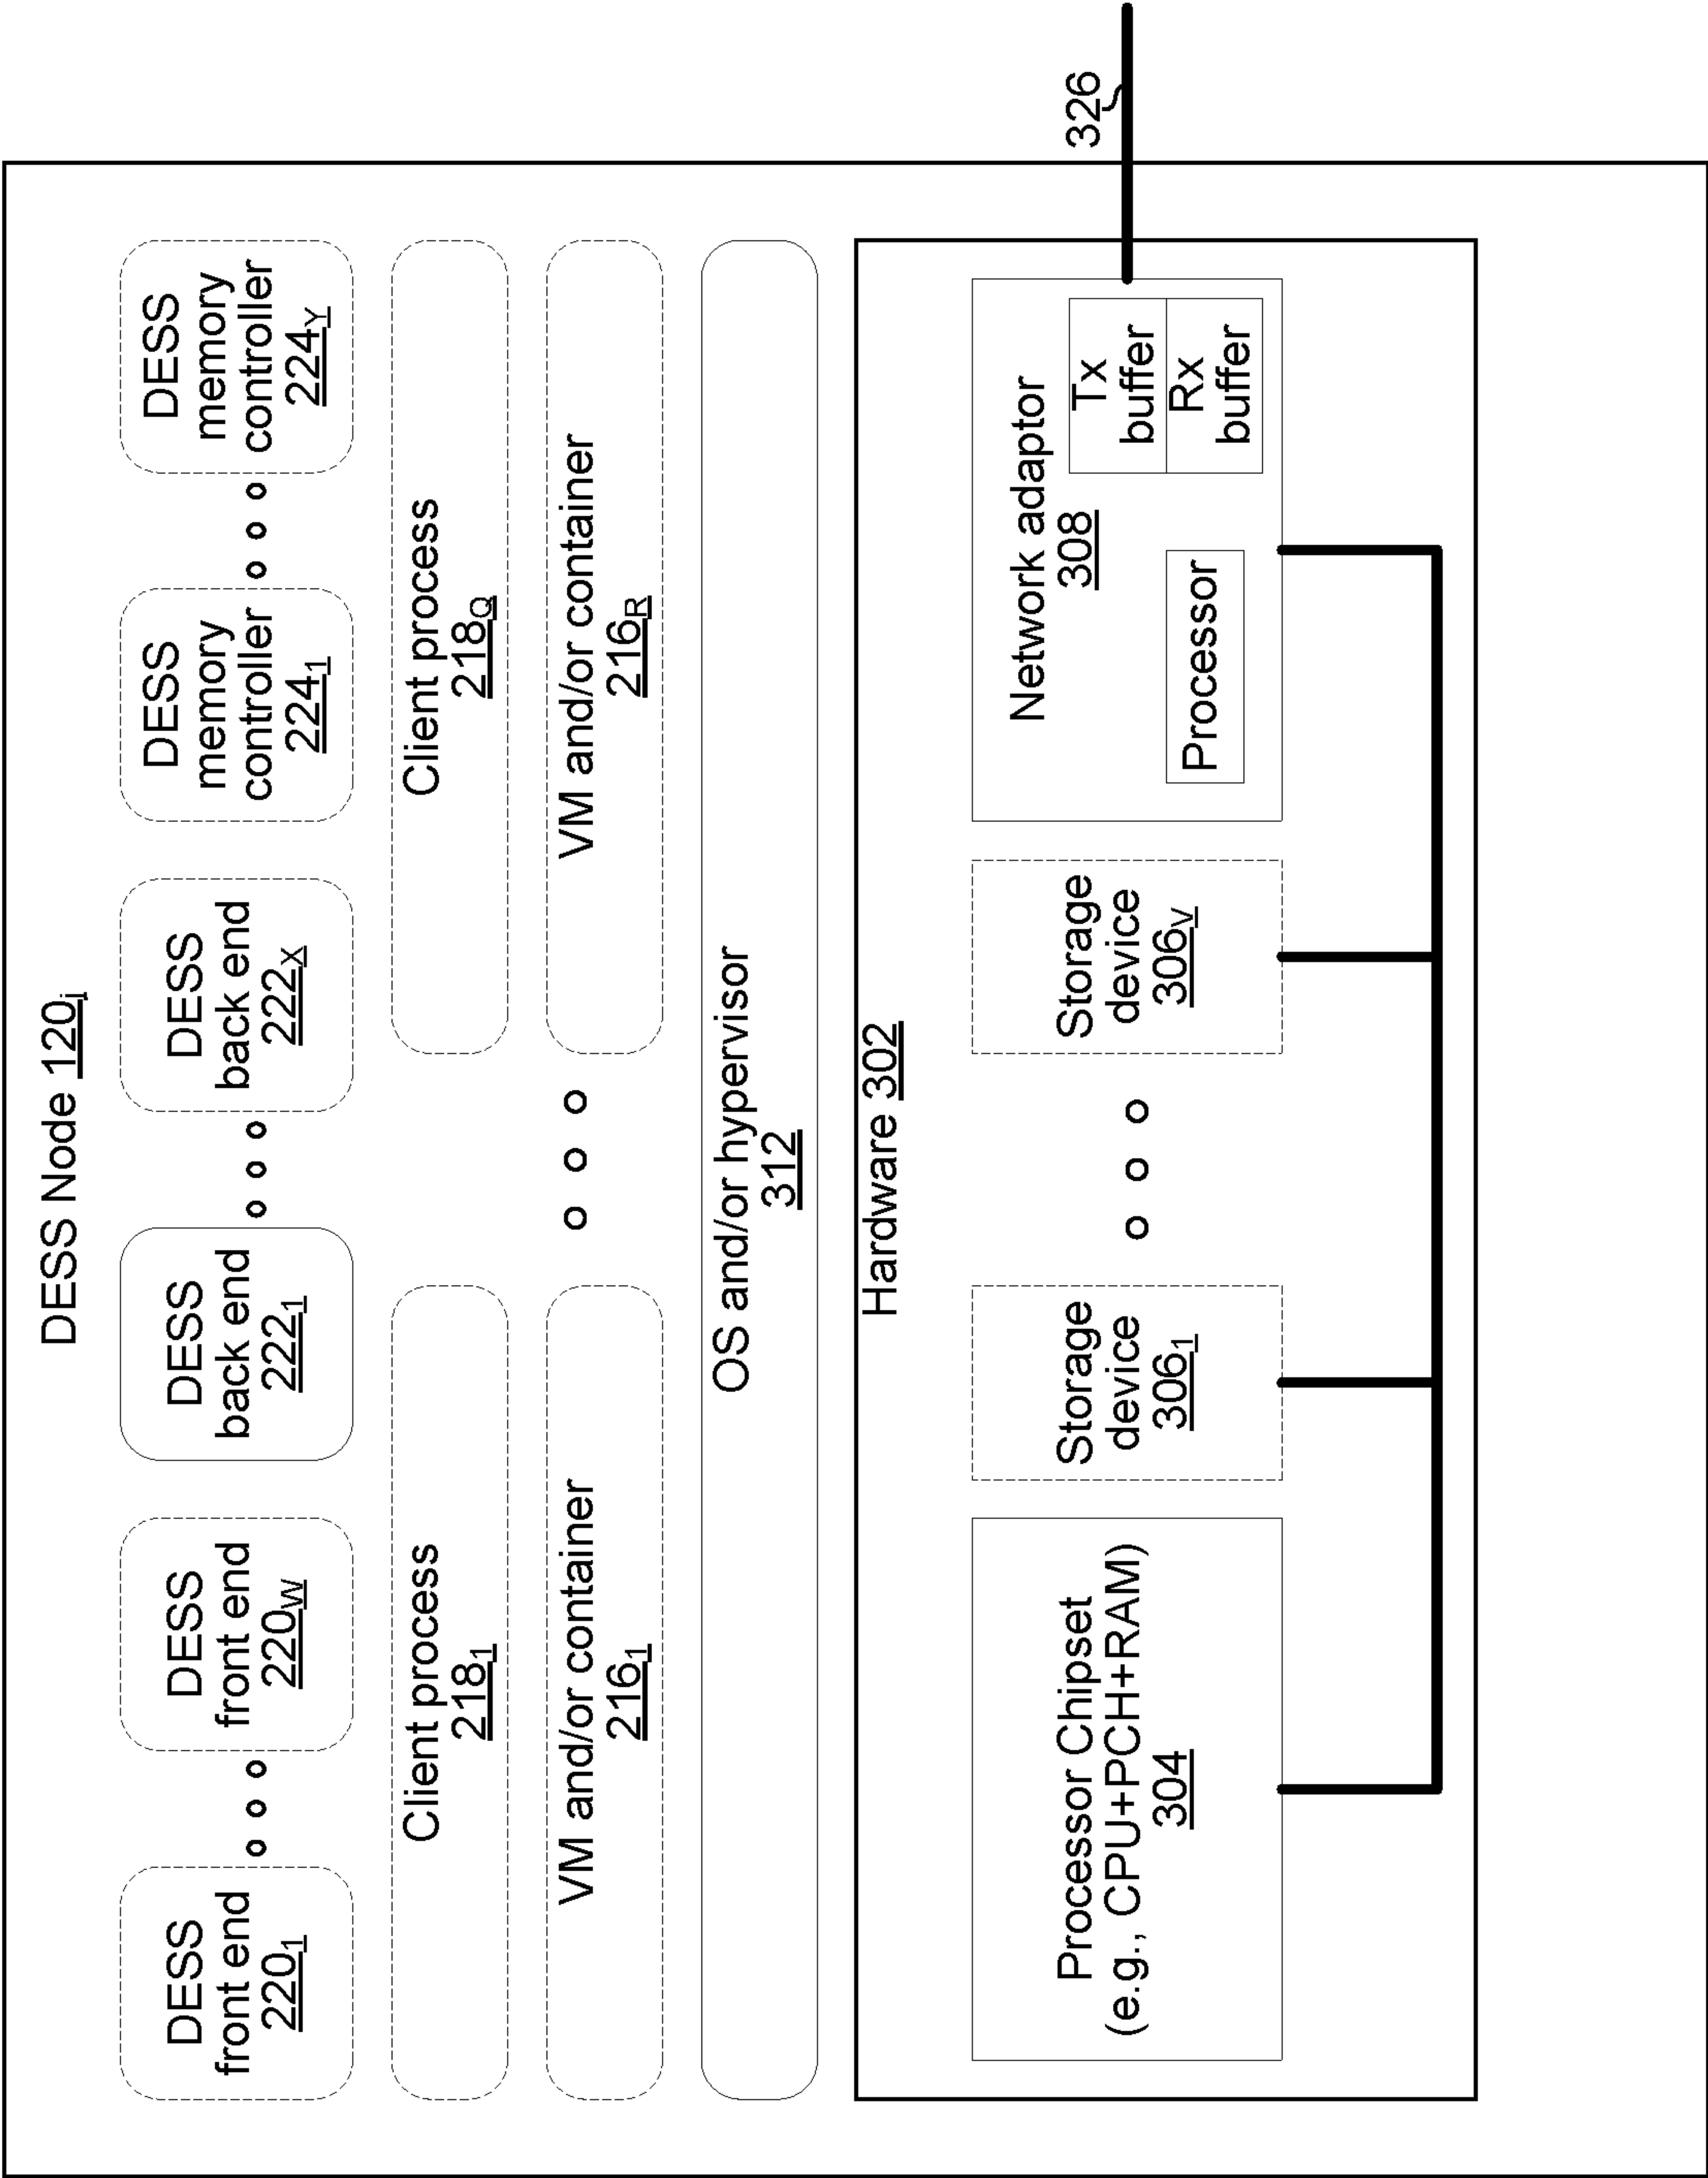 DESS Node 120j
DESS
front end
220₁
DESS
front end
220W
DESS
back end
222₁
DESS
back end
222X
DESS
memory
controller
224₁
DESS
memory
controller
224Y
Client process
218₁
Client process
218Q
VM and/or container
216₁
VM and/or container
216R
OS and/or hypervisor
312
Hardware 302
Processor Chipset
(e.g., CPU+PCH+RAM)
304
Storage
device
306₁
Storage
device
306V
Network adaptor
308
Processor
Tx
buffer
Rx
buffer
326